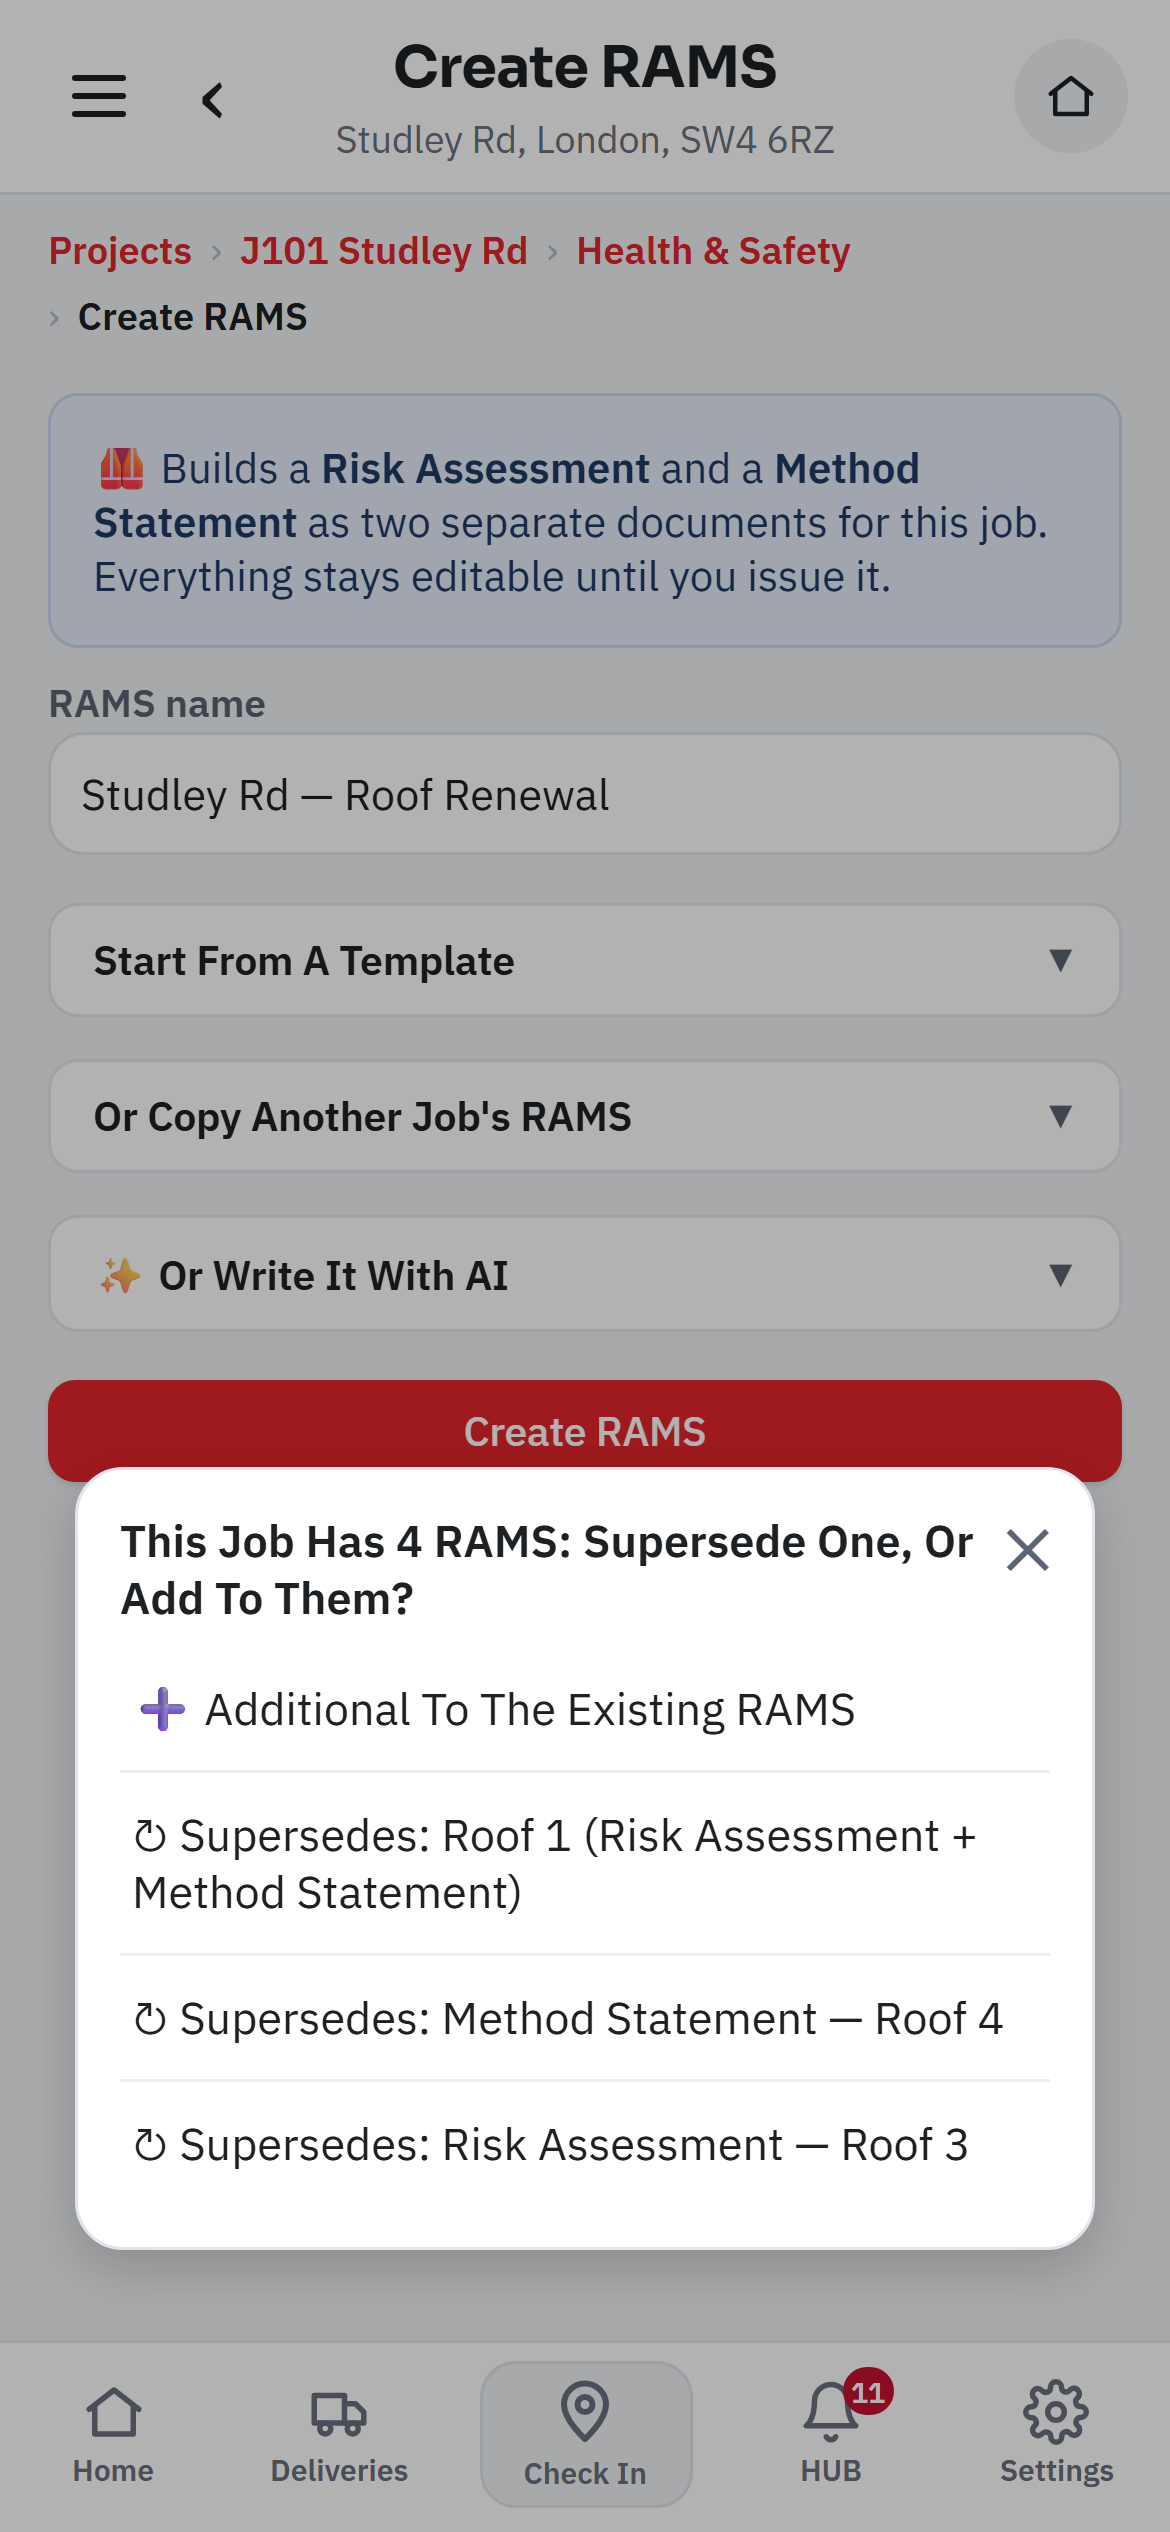 Create RAMS
Studley Rd, London, SW4 6RZ
Projects › J101 Studley Rd › Health & Safety
› Create RAMS
Builds a Risk Assessment and a Method
Statement as two separate documents for this job.
Everything stays editable until you issue it.
RAMS name
Studley Rd — Roof Renewal
Start From A Template
Or Copy Another Job's RAMS
Or Write It With AI
Create RAMS
This Job Has 4 RAMS: Supersede One, Or
Add To Them?
Additional To The Existing RAMS
↻ Supersedes: Roof 1 (Risk Assessment +
Method Statement)
↻ Supersedes: Method Statement — Roof 4
↻ Supersedes: Risk Assessment — Roof 3
11
Home
Deliveries
Check In
HUB
Settings